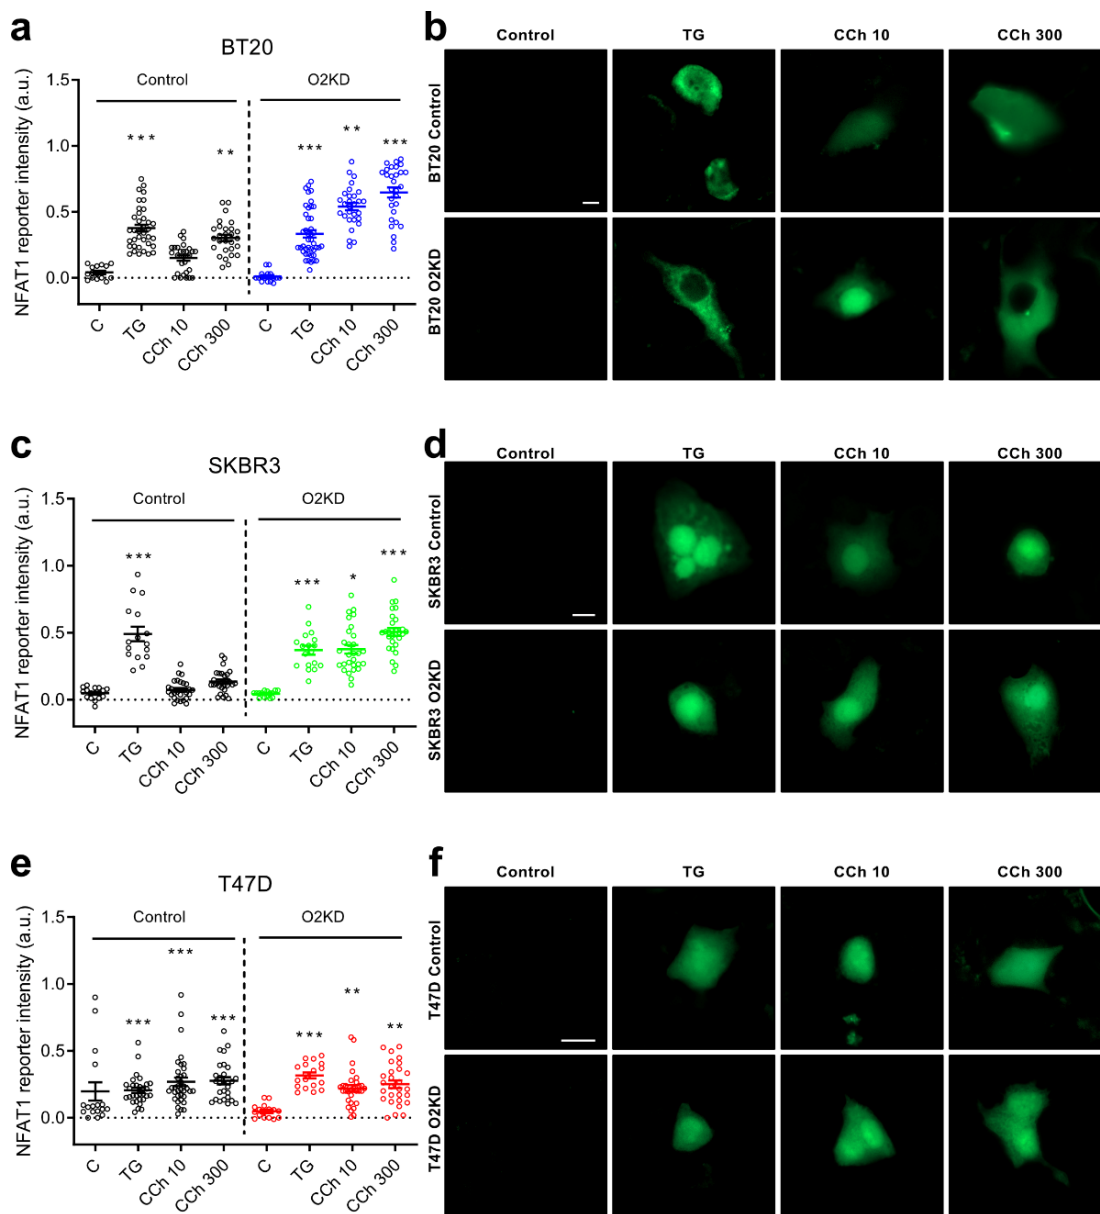 a
BT20
Control
O2KD
NFAT1 reporter intensity (a.u.)
1.5
1.0
0.5
0.0
* * *
* *
* * *
* *
* * *
C
TG
CCh 10
CCh 300
C
TG
CCh 10
CCh 300
b
Control
TG
CCh 10
CCh 300
BT20 Control
BT20 O2KD
c
SKBR3
Control
O2KD
NFAT1 reporter intensity (a.u.)
1.5
1.0
0.5
0.0
* * *
* * *
*
* * *
C
TG
CCh 10
CCh 300
C
TG
CCh 10
CCh 300
d
Control
TG
CCh 10
CCh 300
SKBR3 Control
SKBR3 O2KD
e
T47D
Control
O2KD
NFAT1 reporter intensity (a.u.)
1.5
1.0
0.5
0.0
* * *
* * *
* * *
* * *
* *
* *
C
TG
CCh 10
CCh 300
C
TG
CCh 10
CCh 300
f
Control
TG
CCh 10
CCh 300
T47D Control
T47D O2KD